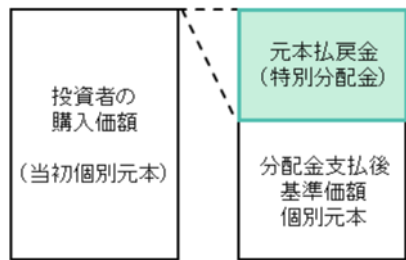 投資者の
購入価額
(当初個別元本)
元本払戻金
(特別分配金)
分配金支払後
基準価額
個別元本